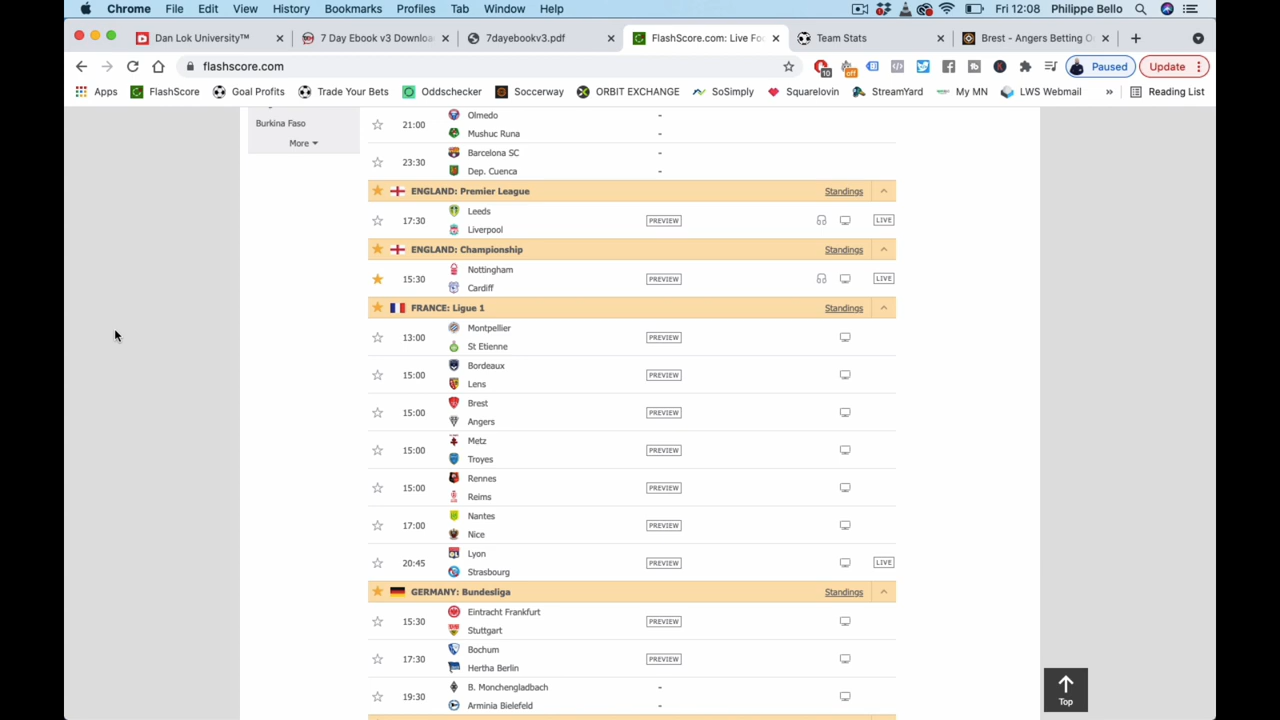 Chrome File Edit View History Bookmarks Profiles Tab Window Help Fri 12:08 Philippe Bello
Dan Lok University™ 7 Day Ebook v3 Downloa 7dayebookv3.pdf FlashScore.com: Live Fo Team Stats Brest - Angers Betting O
flashscore.com 10 off Paused Update
Apps FlashScore Goal Profits Trade Your Bets Oddschecker Soccerway ORBIT EXCHANGE SoSimply Squarelovin StreamYard My MN LWS Webmail » Reading List
Burkina Faso
More
21:00
Olmedo -
Mushuc Runa -
23:30
Barcelona SC -
Dep. Cuenca -
ENGLAND: Premier League Standings
17:30
Leeds
Liverpool
PREVIEW LIVE
ENGLAND: Championship Standings
15:30
Nottingham
Cardiff
PREVIEW LIVE
FRANCE: Ligue 1 Standings
13:00
Montpellier
St Etienne
PREVIEW
15:00
Bordeaux
Lens
PREVIEW
15:00
Brest
Angers
PREVIEW
15:00
Metz
Troyes
PREVIEW
15:00
Rennes
Reims
PREVIEW
17:00
Nantes
Nice
PREVIEW
20:45
Lyon
Strasbourg
PREVIEW LIVE
GERMANY: Bundesliga Standings
15:30
Eintracht Frankfurt
Stuttgart
PREVIEW
17:30
Bochum
Hertha Berlin
PREVIEW
19:30
B. Monchengladbach -
Arminia Bielefeld -
Top